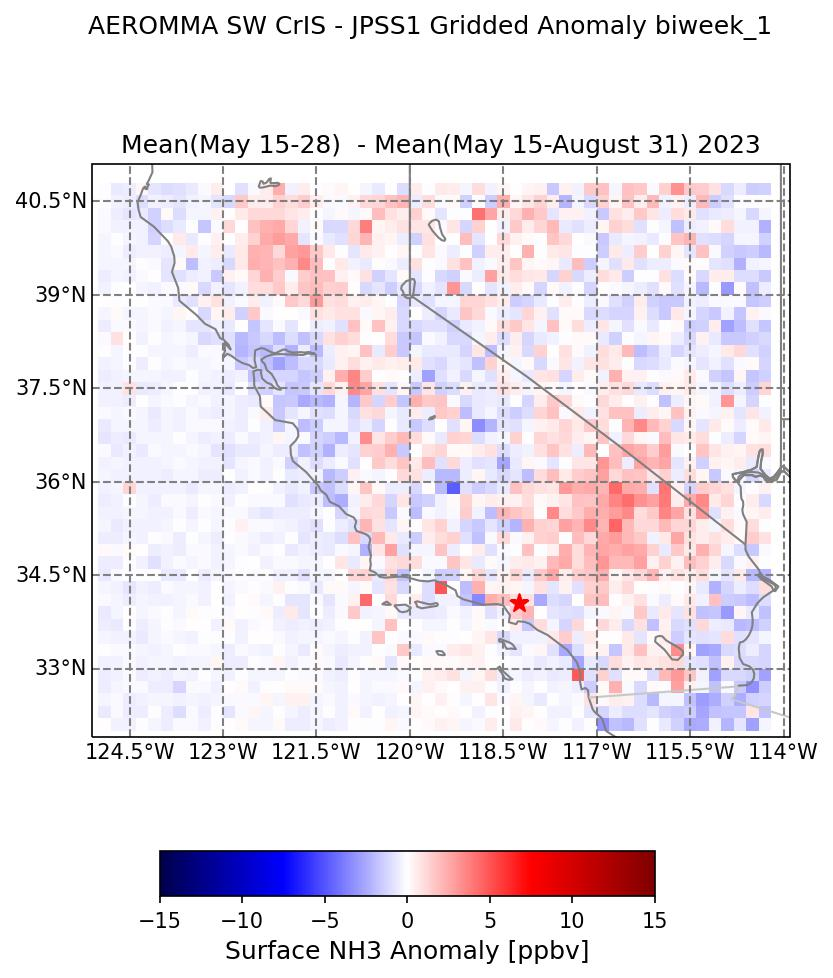 AEROMMA SW CrIS - JPSS1 Gridded Anomaly biweek_1
Mean(May 15-28)  - Mean(May 15-August 31) 2023
40.5°N
39°N
37.5°N
36°N
34.5°N
33°N
124.5°W 123°W 121.5°W 120°W 118.5°W 117°W 115.5°W 114°W
−15 −10 −5 0 5 10 15
Surface NH3 Anomaly [ppbv]